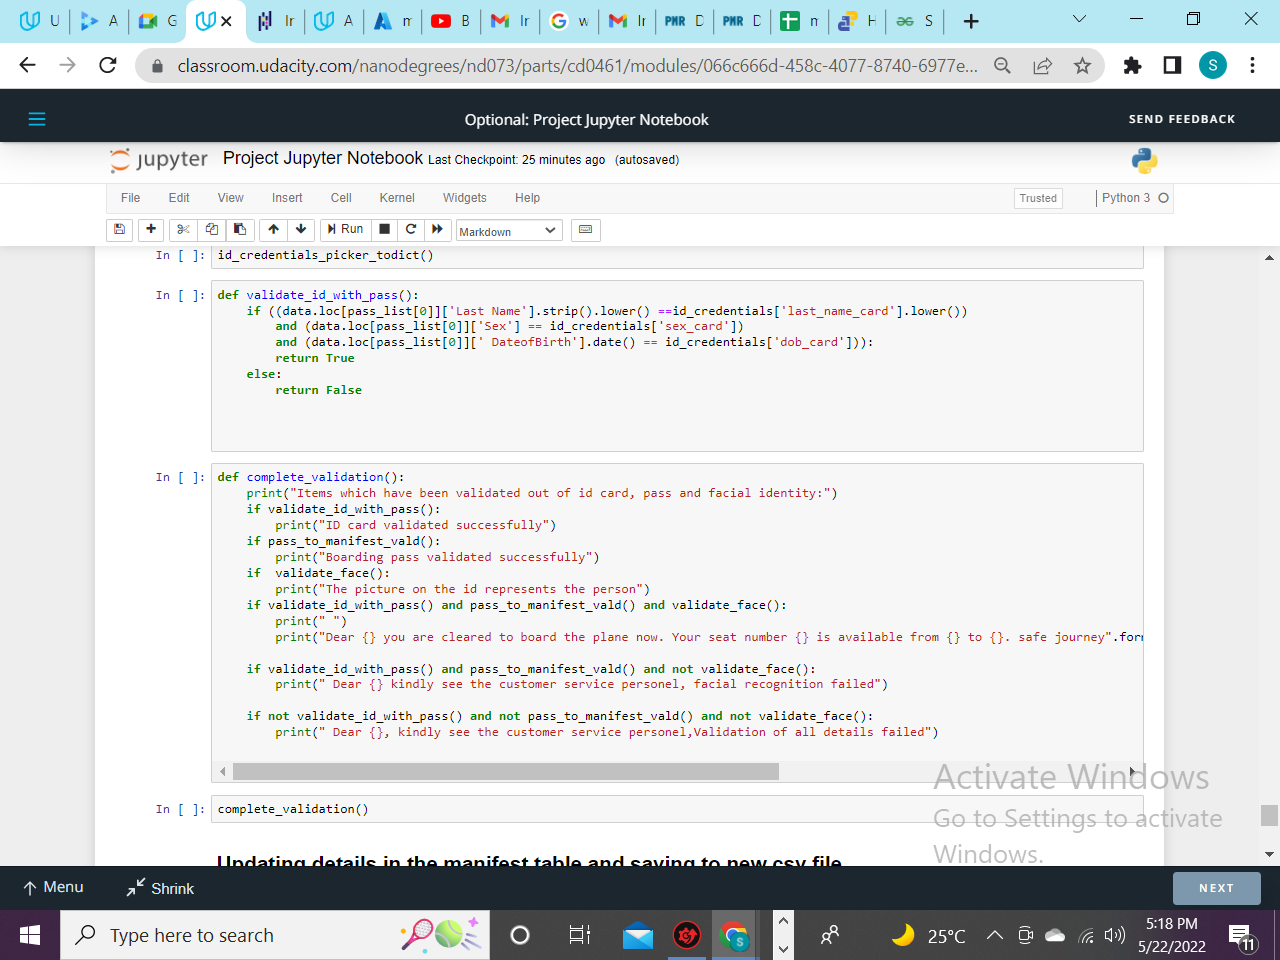 U A G Ir A m B Ir w Ir PMR D PMR D m H S
classroom.udacity.com/nanodegrees/nd073/parts/cd0461/modules/066c666d-458c-4077-8740-6977e... S
Optional: Project Jupyter Notebook SEND FEEDBACK
jupyter Project Jupyter Notebook Last Checkpoint: 25 minutes ago (autosaved)
File Edit View Insert Cell Kernel Widgets Help Trusted Python 3
Run Markdown
In [ ]: id_credentials_picker_todict()
In [ ]: def validate_id_with_pass():
if ((data.loc[pass_list[0]]['Last Name'].strip().lower() ==id_credentials['last_name_card'].lower())
and (data.loc[pass_list[0]]['Sex'] == id_credentials['sex_card'])
and (data.loc[pass_list[0]][' DateofBirth'].date() == id_credentials['dob_card'])):
return True
else:
return False
In [ ]: def complete_validation():
print("Items which have been validated out of id card, pass and facial identity:")
if validate_id_with_pass():
print("ID card validated successfully")
if pass_to_manifest_vald():
print("Boarding pass validated successfully")
if  validate_face():
print("The picture on the id represents the person")
if validate_id_with_pass() and pass_to_manifest_vald() and validate_face():
print(" ")
print("Dear {} you are cleared to board the plane now. Your seat number {} is available from {} to {}. safe journey".for
if validate_id_with_pass() and pass_to_manifest_vald() and not validate_face():
print(" Dear {} kindly see the customer service personel, facial recognition failed")
if not validate_id_with_pass() and not pass_to_manifest_vald() and not validate_face():
print(" Dear {}, kindly see the customer service personel,Validation of all details failed")
In [ ]: complete_validation()
Updating details in the manifest table and saving to new csv file
Activate Windows
Go to Settings to activate
Windows.
Menu Shrink NEXT
Type here to search 25°C 5:18 PM
5/22/2022 11